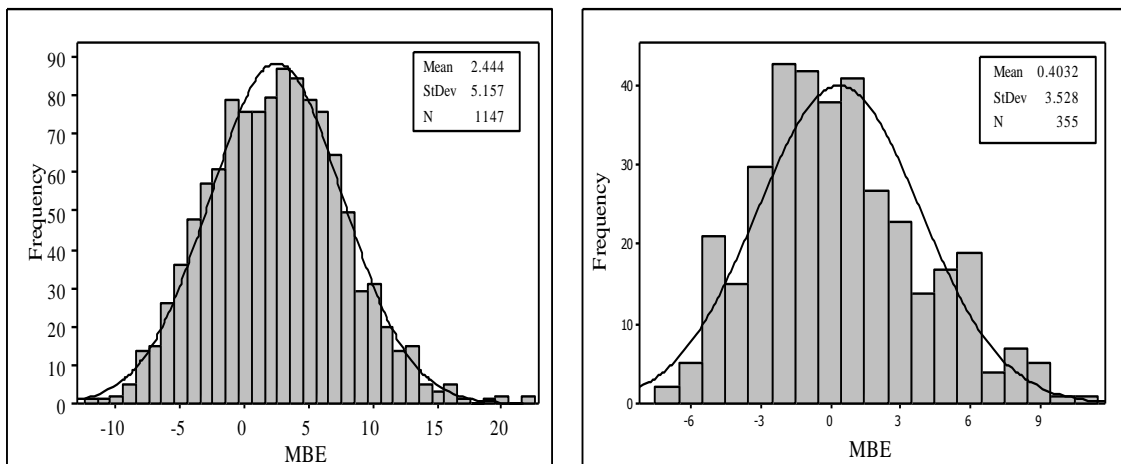 Mean 2.444
StDev 5.157
N 1147
90
80
70
60
50
40
30
20
10
0
Frequency
-10 -5 0 5 10 15 20
MBE
Mean 0.4032
StDev 3.528
N 355
40
30
20
10
0
Frequency
-6 -3 0 3 6 9
MBE